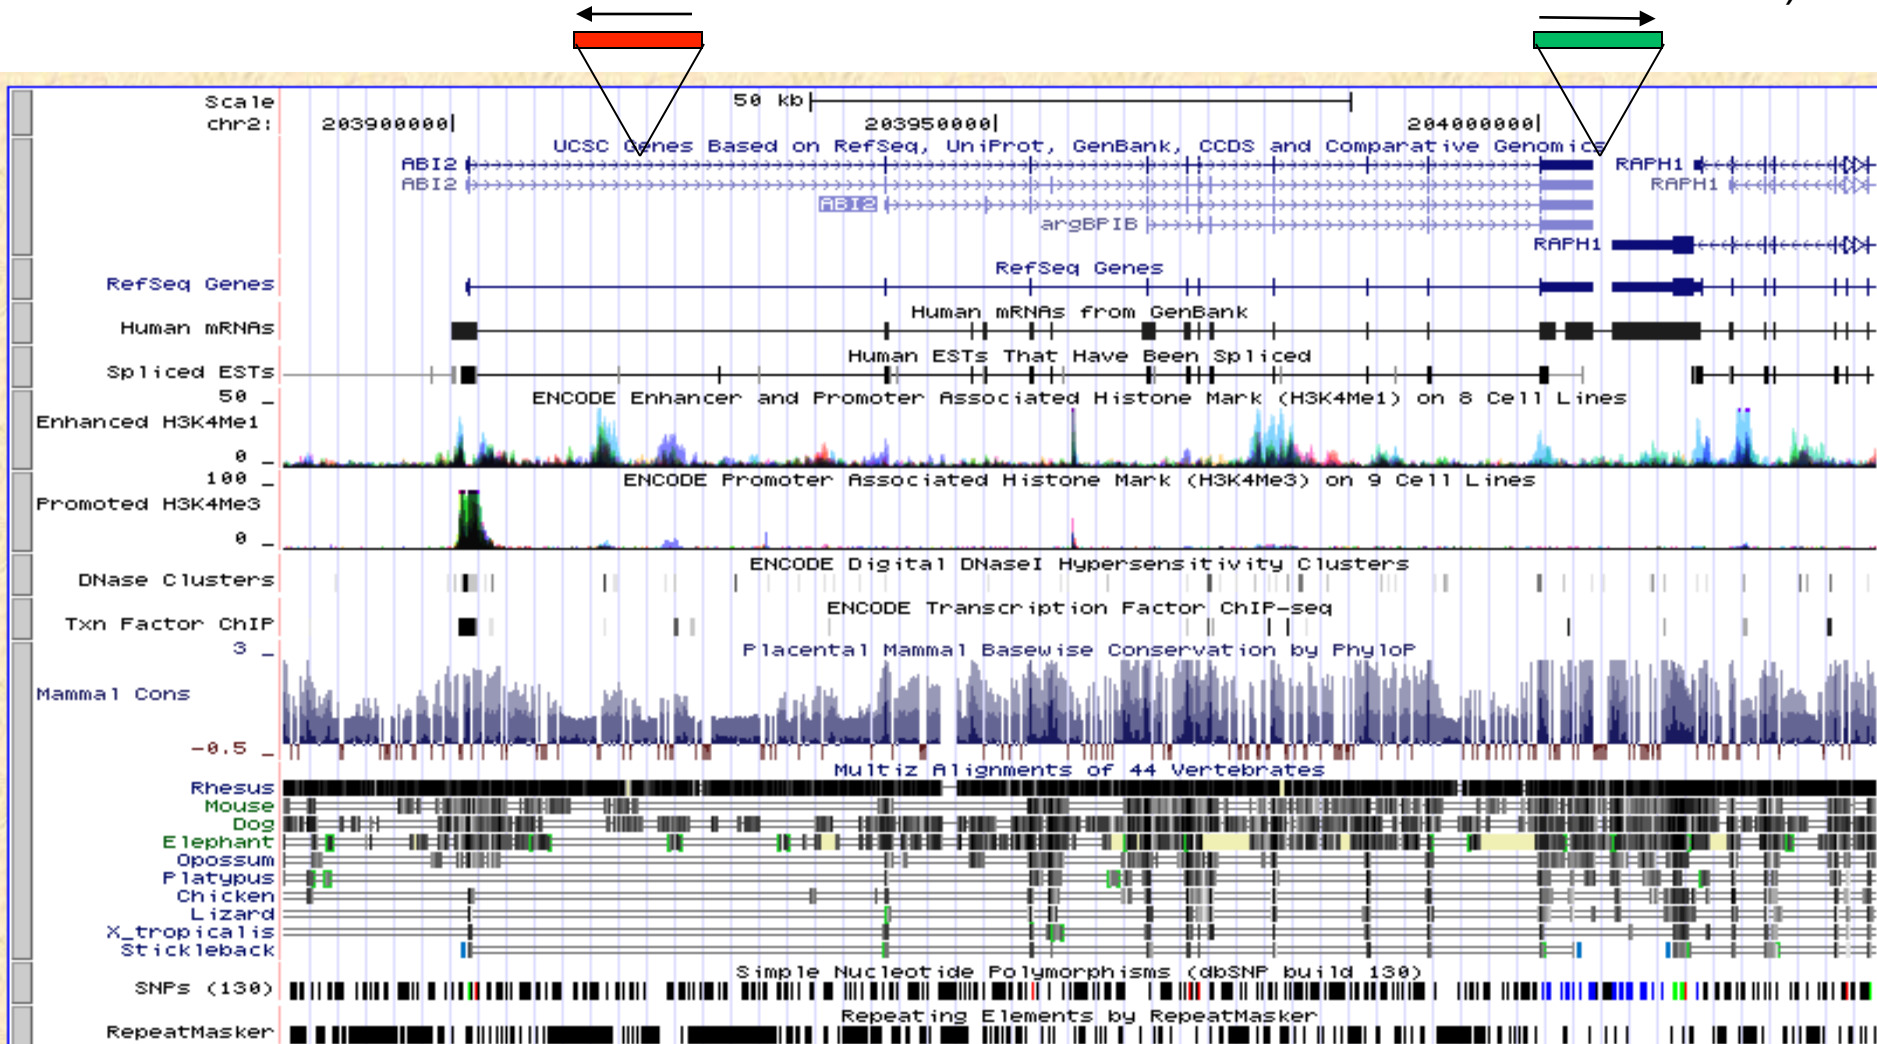 Scale 50 kb
chr2: 203900000 203950000 204000000
UCSC Genes Based on RefSeq, UniProt, GenBank, CCDS and Comparative Genomics
ABI2 RAPH1
ABI2 RAPH1
ABI2
argBPIB
RAPH1
RefSeq Genes
RefSeq Genes
Human mRNAs from GenBank
Human mRNAs
Human ESTs That Have Been Spliced
Spliced ESTs
50 _
ENCODE Enhancer and Promoter Associated Histone Mark (H3K4Me1) on 8 Cell Lines
Enhanced H3K4Me1
0 _
100 _
ENCODE Promoter Associated Histone Mark (H3K4Me3) on 9 Cell Lines
Promoted H3K4Me3
0 _
ENCODE Digital DNaseI Hypersensitivity Clusters
DNase Clusters
ENCODE Transcription Factor ChIP-seq
Txn Factor ChIP
3 _
Placental Mammal Basewise Conservation by PhyloP
Mammal Cons
-0.5 _
Multiz Alignments of 44 Vertebrates
Rhesus
Mouse
Dog
Elephant
Opossum
Platypus
Chicken
Lizard
X_tropicalis
Stickleback
Simple Nucleotide Polymorphisms (dbSNP build 130)
SNPs (130)
Repeating Elements by RepeatMasker
RepeatMasker